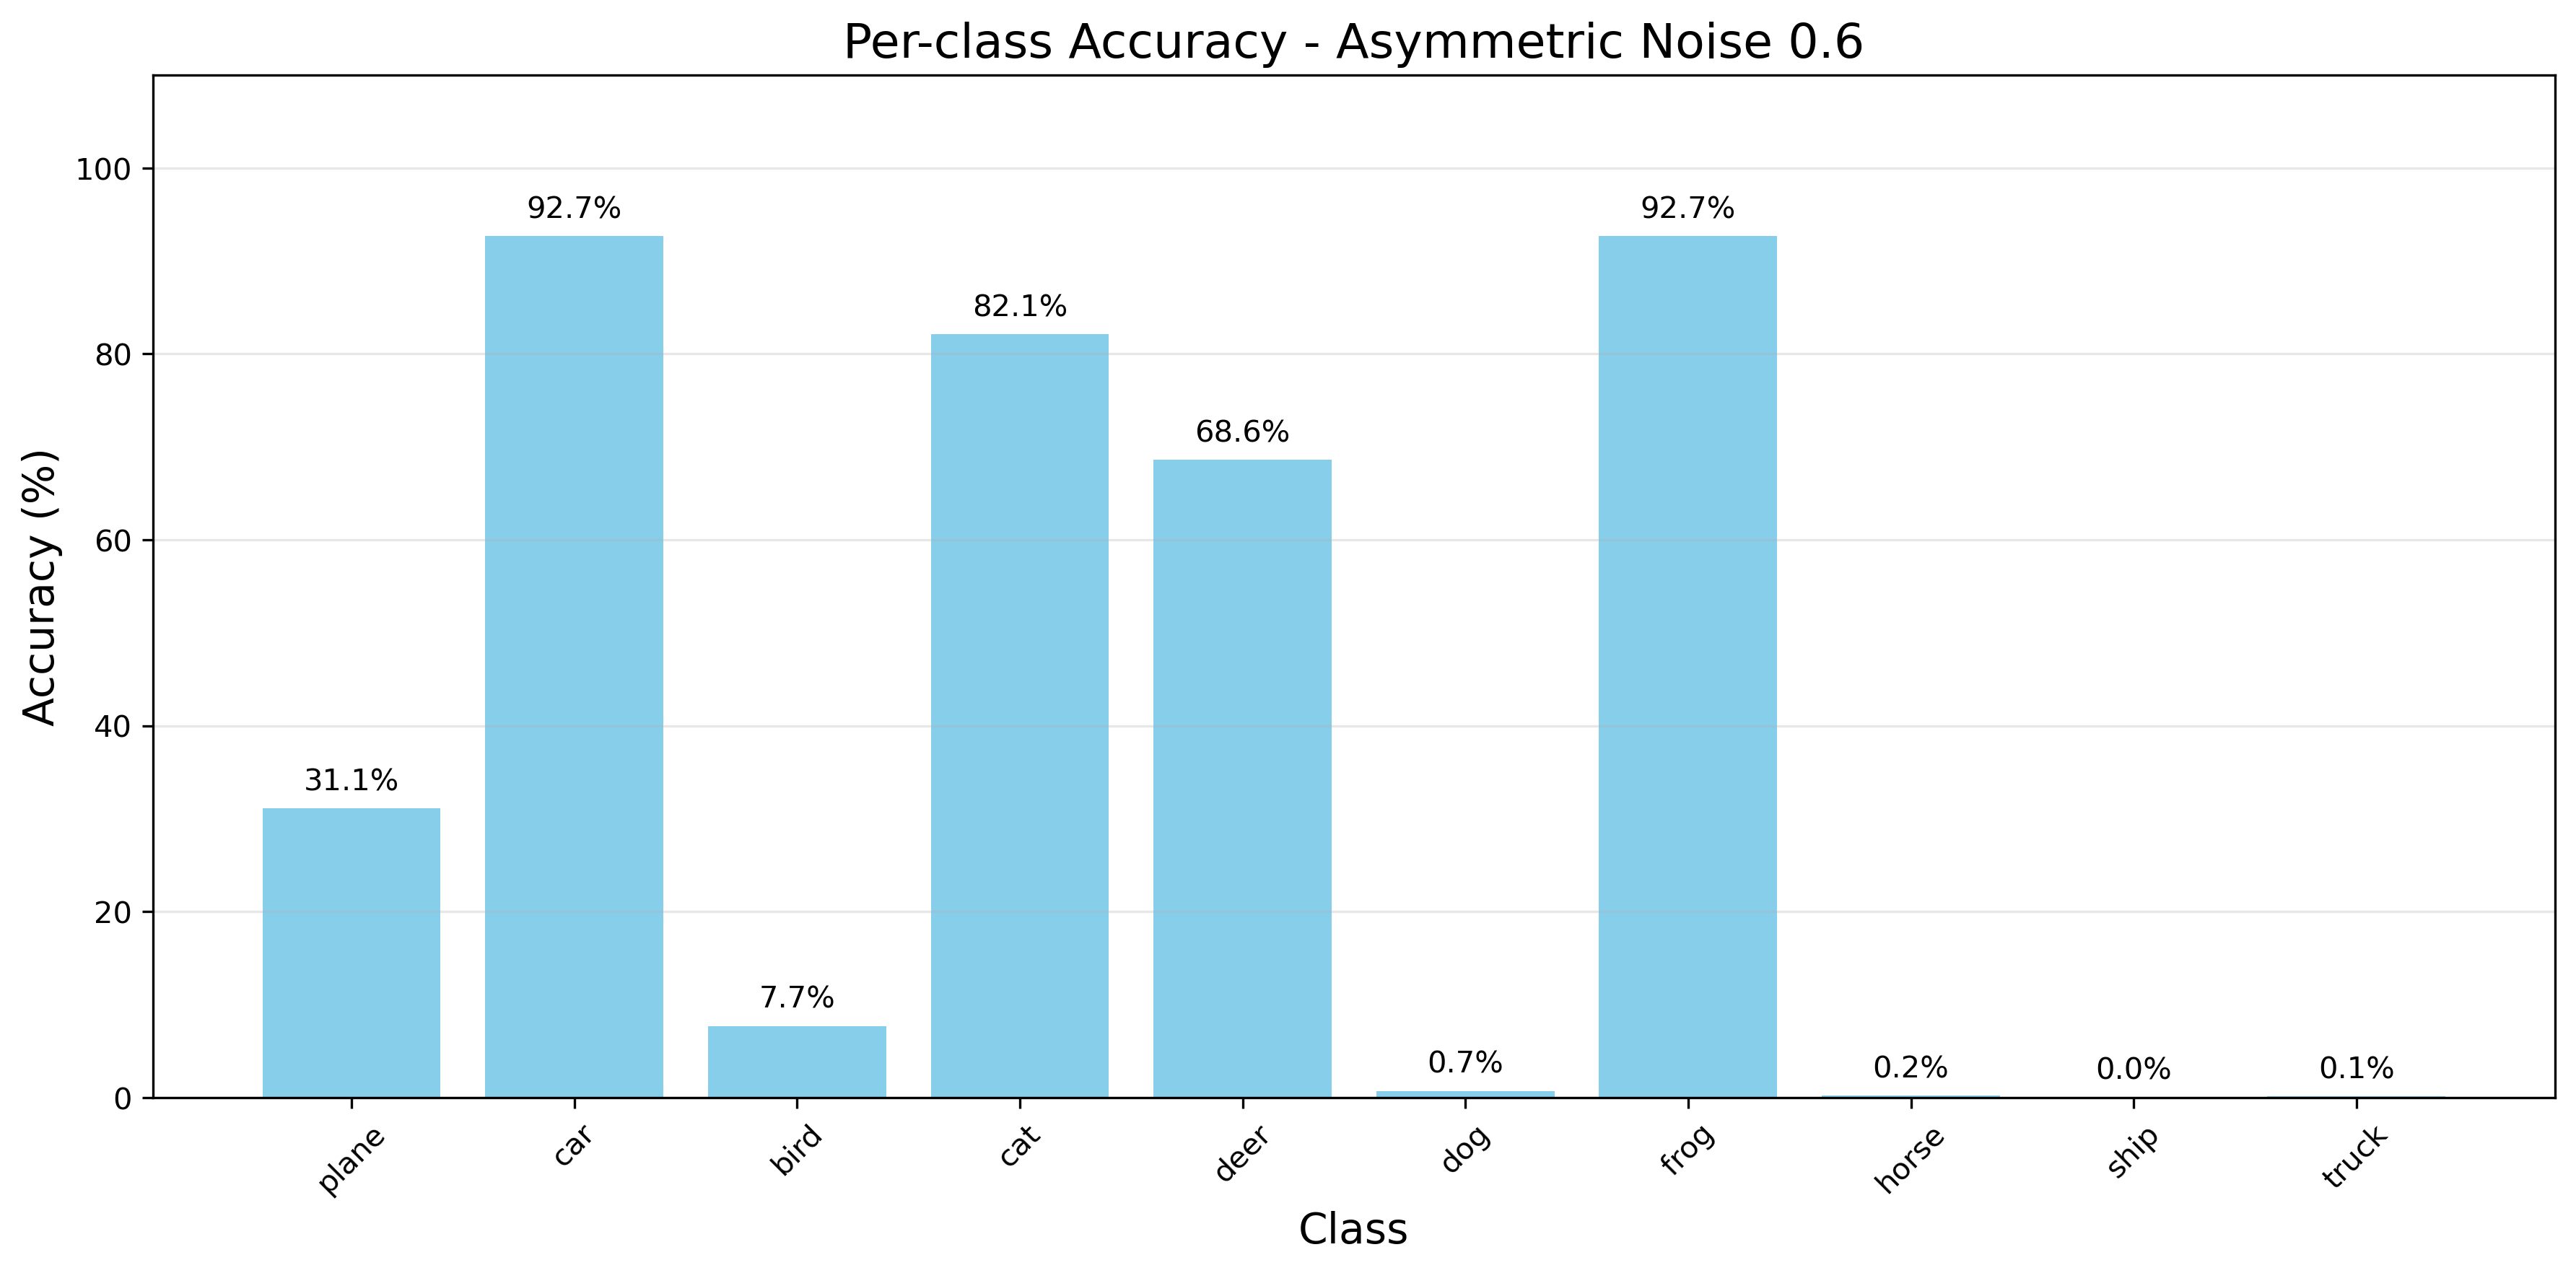 Per-class Accuracy - Asymmetric Noise 0.6
Accuracy (%)
100
80
60
40
20
0
31.1%
92.7%
7.7%
82.1%
68.6%
0.7%
92.7%
0.2%
0.0%
0.1%
plane
car
bird
cat
deer
dog
frog
horse
ship
truck
Class